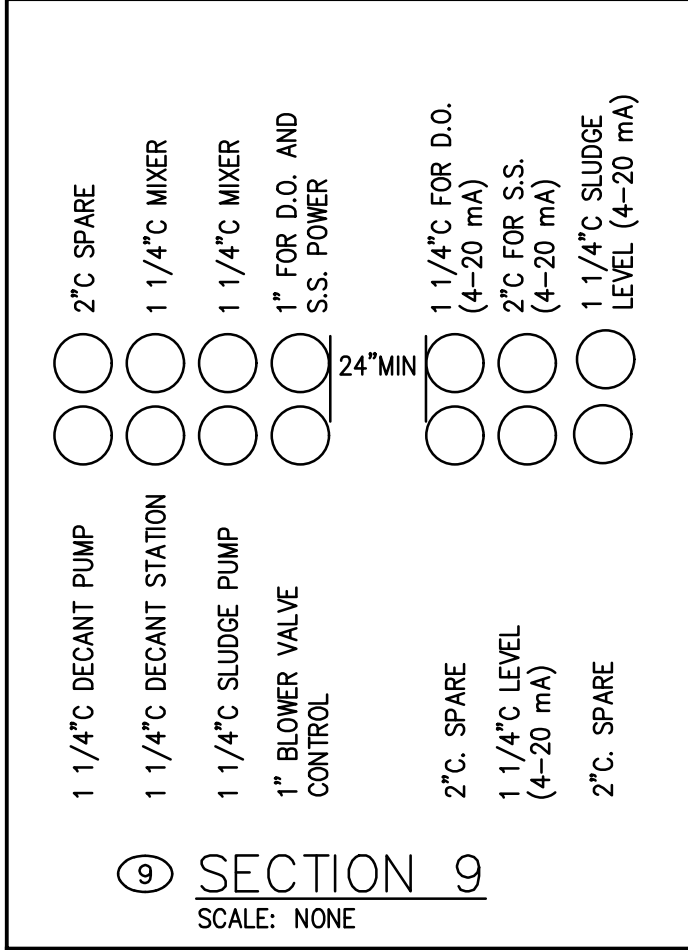 2"C SPARE
1 1/4"C MIXER
1 1/4"C MIXER
1" FOR D.O. AND
S.S. POWER
1 1/4"C FOR D.O.
(4-20 mA)
2"C FOR S.S.
(4-20 mA)
1 1/4"C SLUDGE
LEVEL (4-20 mA)
24"MIN
1 1/4"C DECANT PUMP
1 1/4"C DECANT STATION
1 1/4"C SLUDGE PUMP
1" BLOWER VALVE
CONTROL
2"C. SPARE
1 1/4"C LEVEL
(4-20 mA)
2"C. SPARE
9 SECTION 9
SCALE: NONE